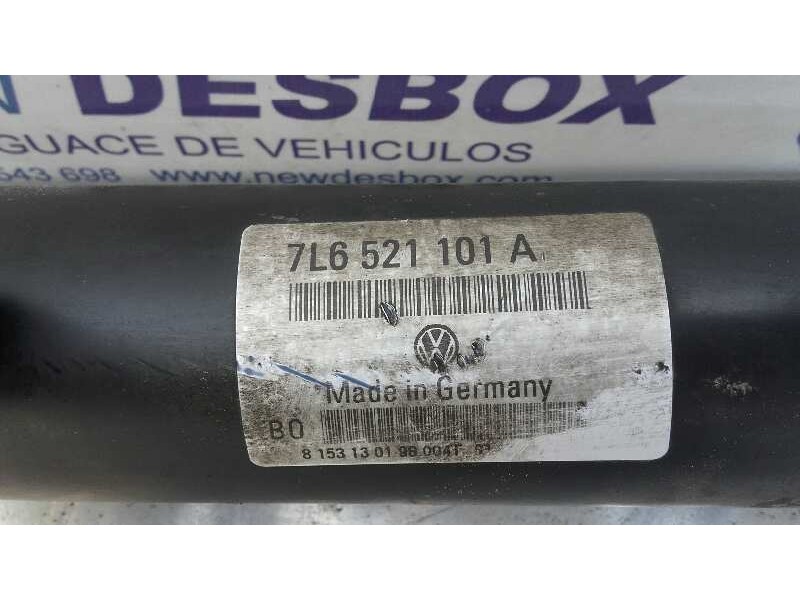 DESBOX
GUACE DE VEHICULOS
543 698 www.newdesbox.com
7L6 521 101 A
Made in Germany
BO
8 153 13 01 98 004T